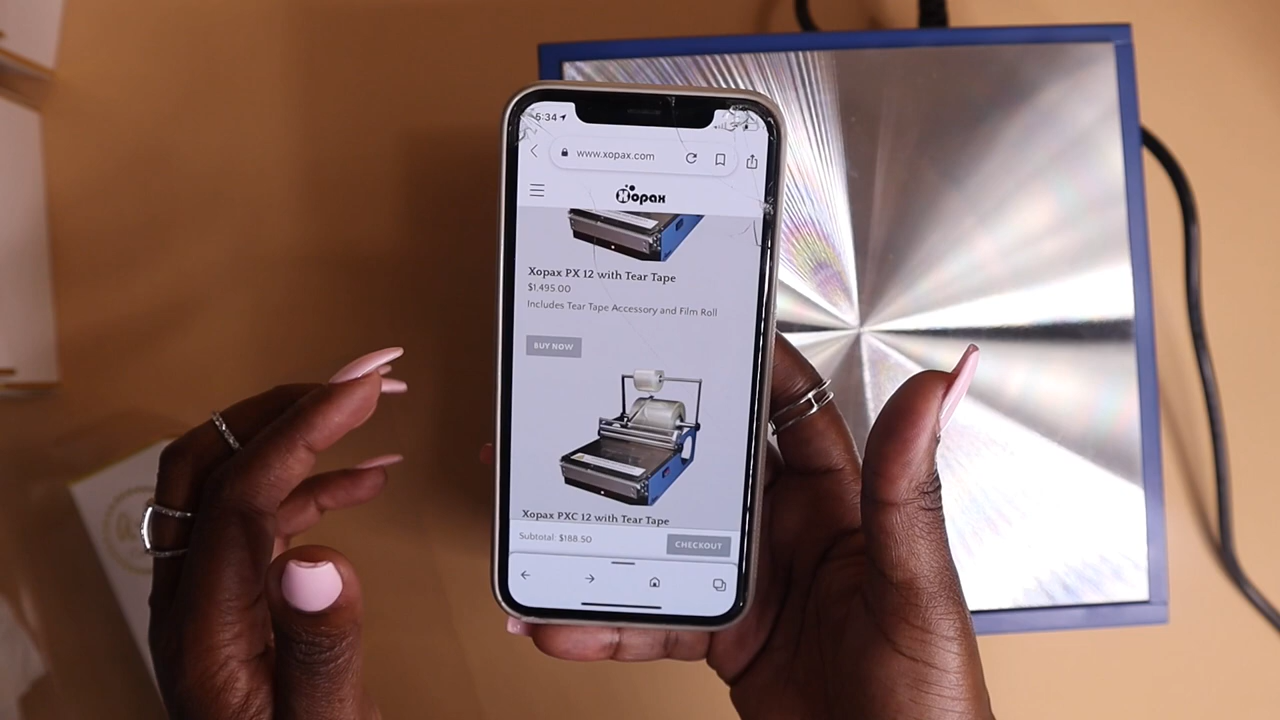 5:34
www.xopax.com
Xopax
Xopax PX 12 with Tear Tape
$1,495.00
Includes Tear Tape Accessory and Film Roll
BUY NOW
Xopax PXC 12 with Tear Tape
Subtotal: $188.50
CHECKOUT